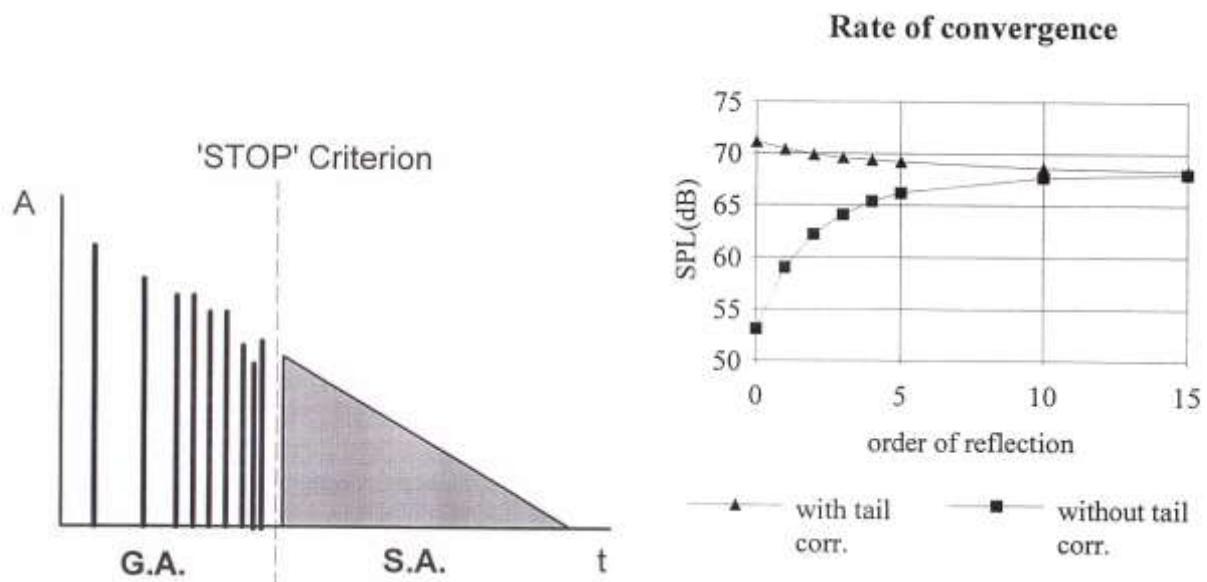 'STOP' Criterion
A
G.A.
S.A.
t
Rate of convergence
75
70
65
60
55
50
SPL(dB)
0
5
10
15
order of reflection
with tail
corr.
without tail
corr.